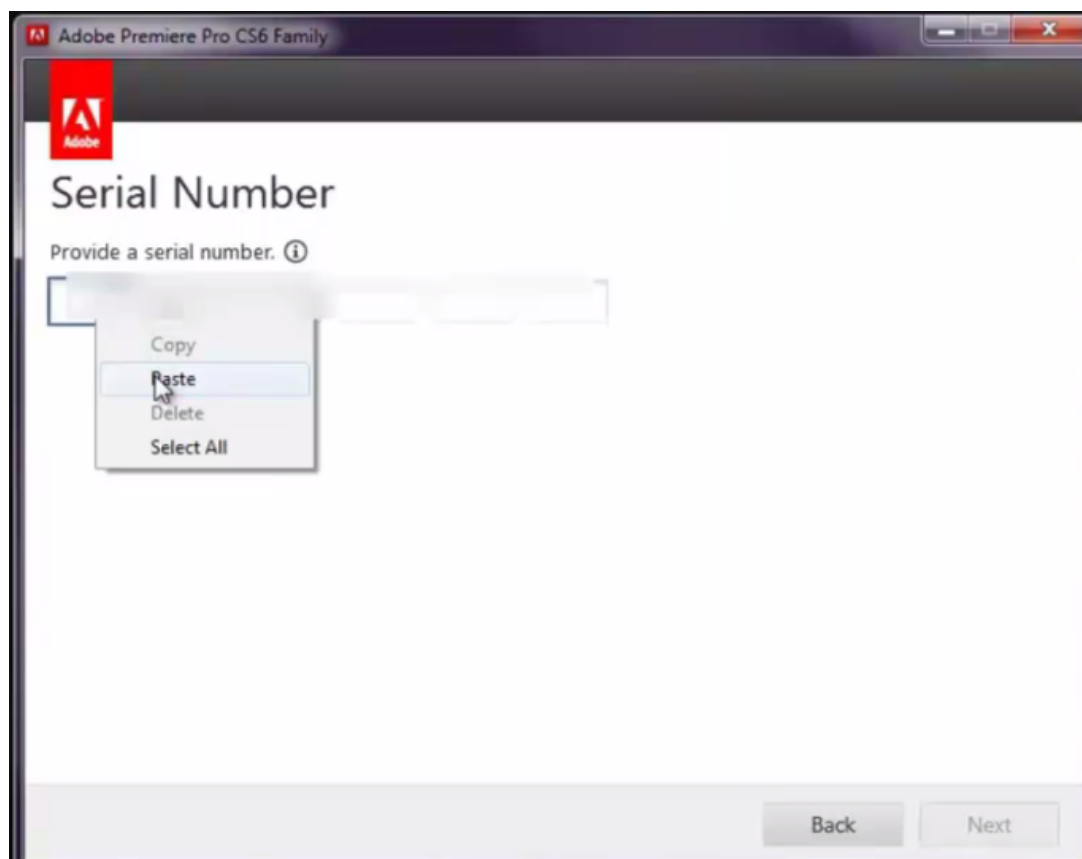 Adobe Premiere Pro CS6 Family
Adobe
Serial Number
Provide a serial number.
Copy
Paste
Delete
Select All
Back Next